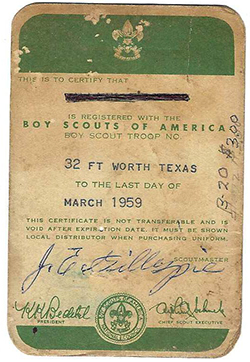 THIS IS TO CERTIFY THAT
IS REGISTERED WITH THE
BOY SCOUTS OF AMERICA
BOY SCOUT TROOP NO.
32 FT WORTH TEXAS
TO THE LAST DAY OF
MARCH 1959
THIS CERTIFICATE IS NOT TRANSFERABLE AND IS
VOID AFTER EXPIRATION DATE. IT MUST BE SHOWN
LOCAL DISTRIBUTOR WHEN PURCHASING UNIFORM.
SCOUTMASTER
PRESIDENT
CHIEF SCOUT EXECUTIVE